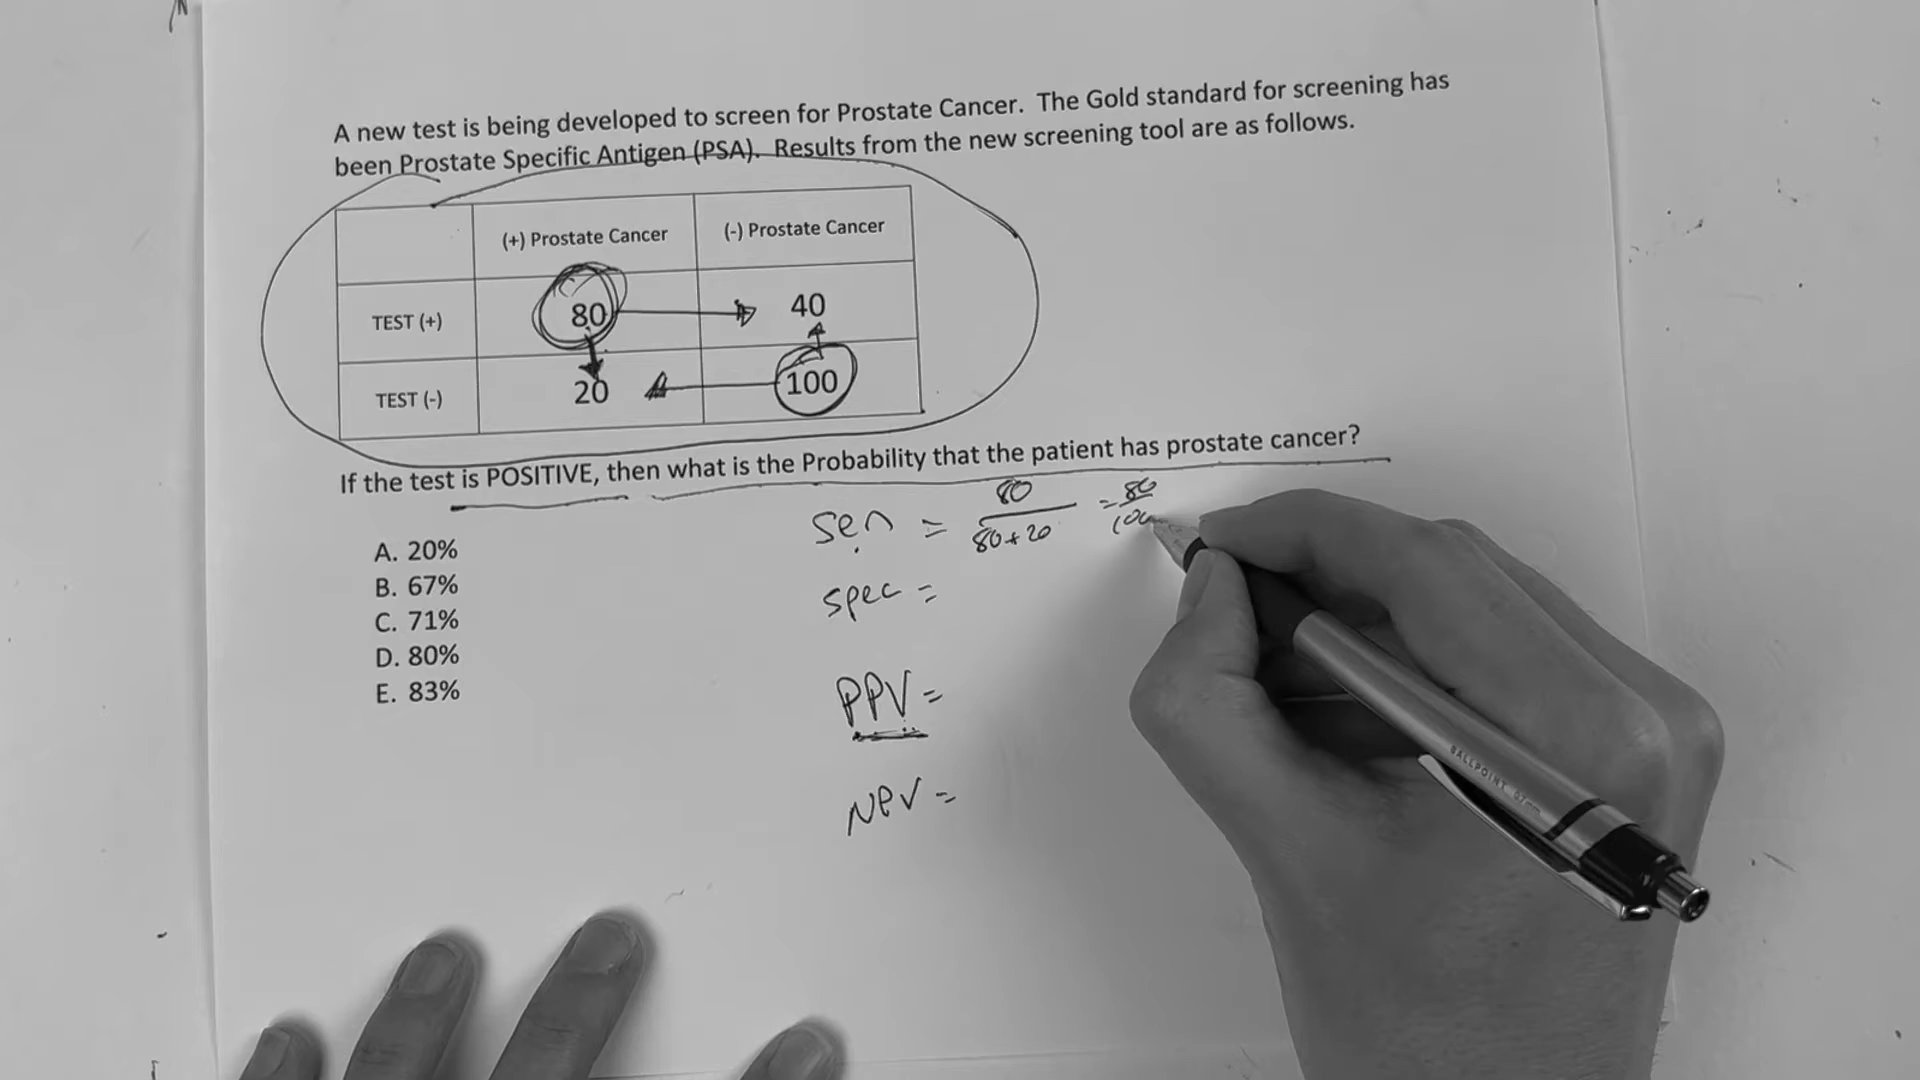 A new test is being developed to screen for Prostate Cancer. The Gold standard for screening has
been Prostate Specific Antigen (PSA). Results from the new screening tool are as follows.
(+) Prostate Cancer (-) Prostate Cancer
TEST (+) 80 40
TEST (-) 20 100
If the test is POSITIVE, then what is the Probability that the patient has prostate cancer?
A. 20%
B. 67%
C. 71%
D. 80%
E. 83%
sen = 80 / 80+20 = 80 / 100
spec =
PPV =
NPV =
BALLPOINT